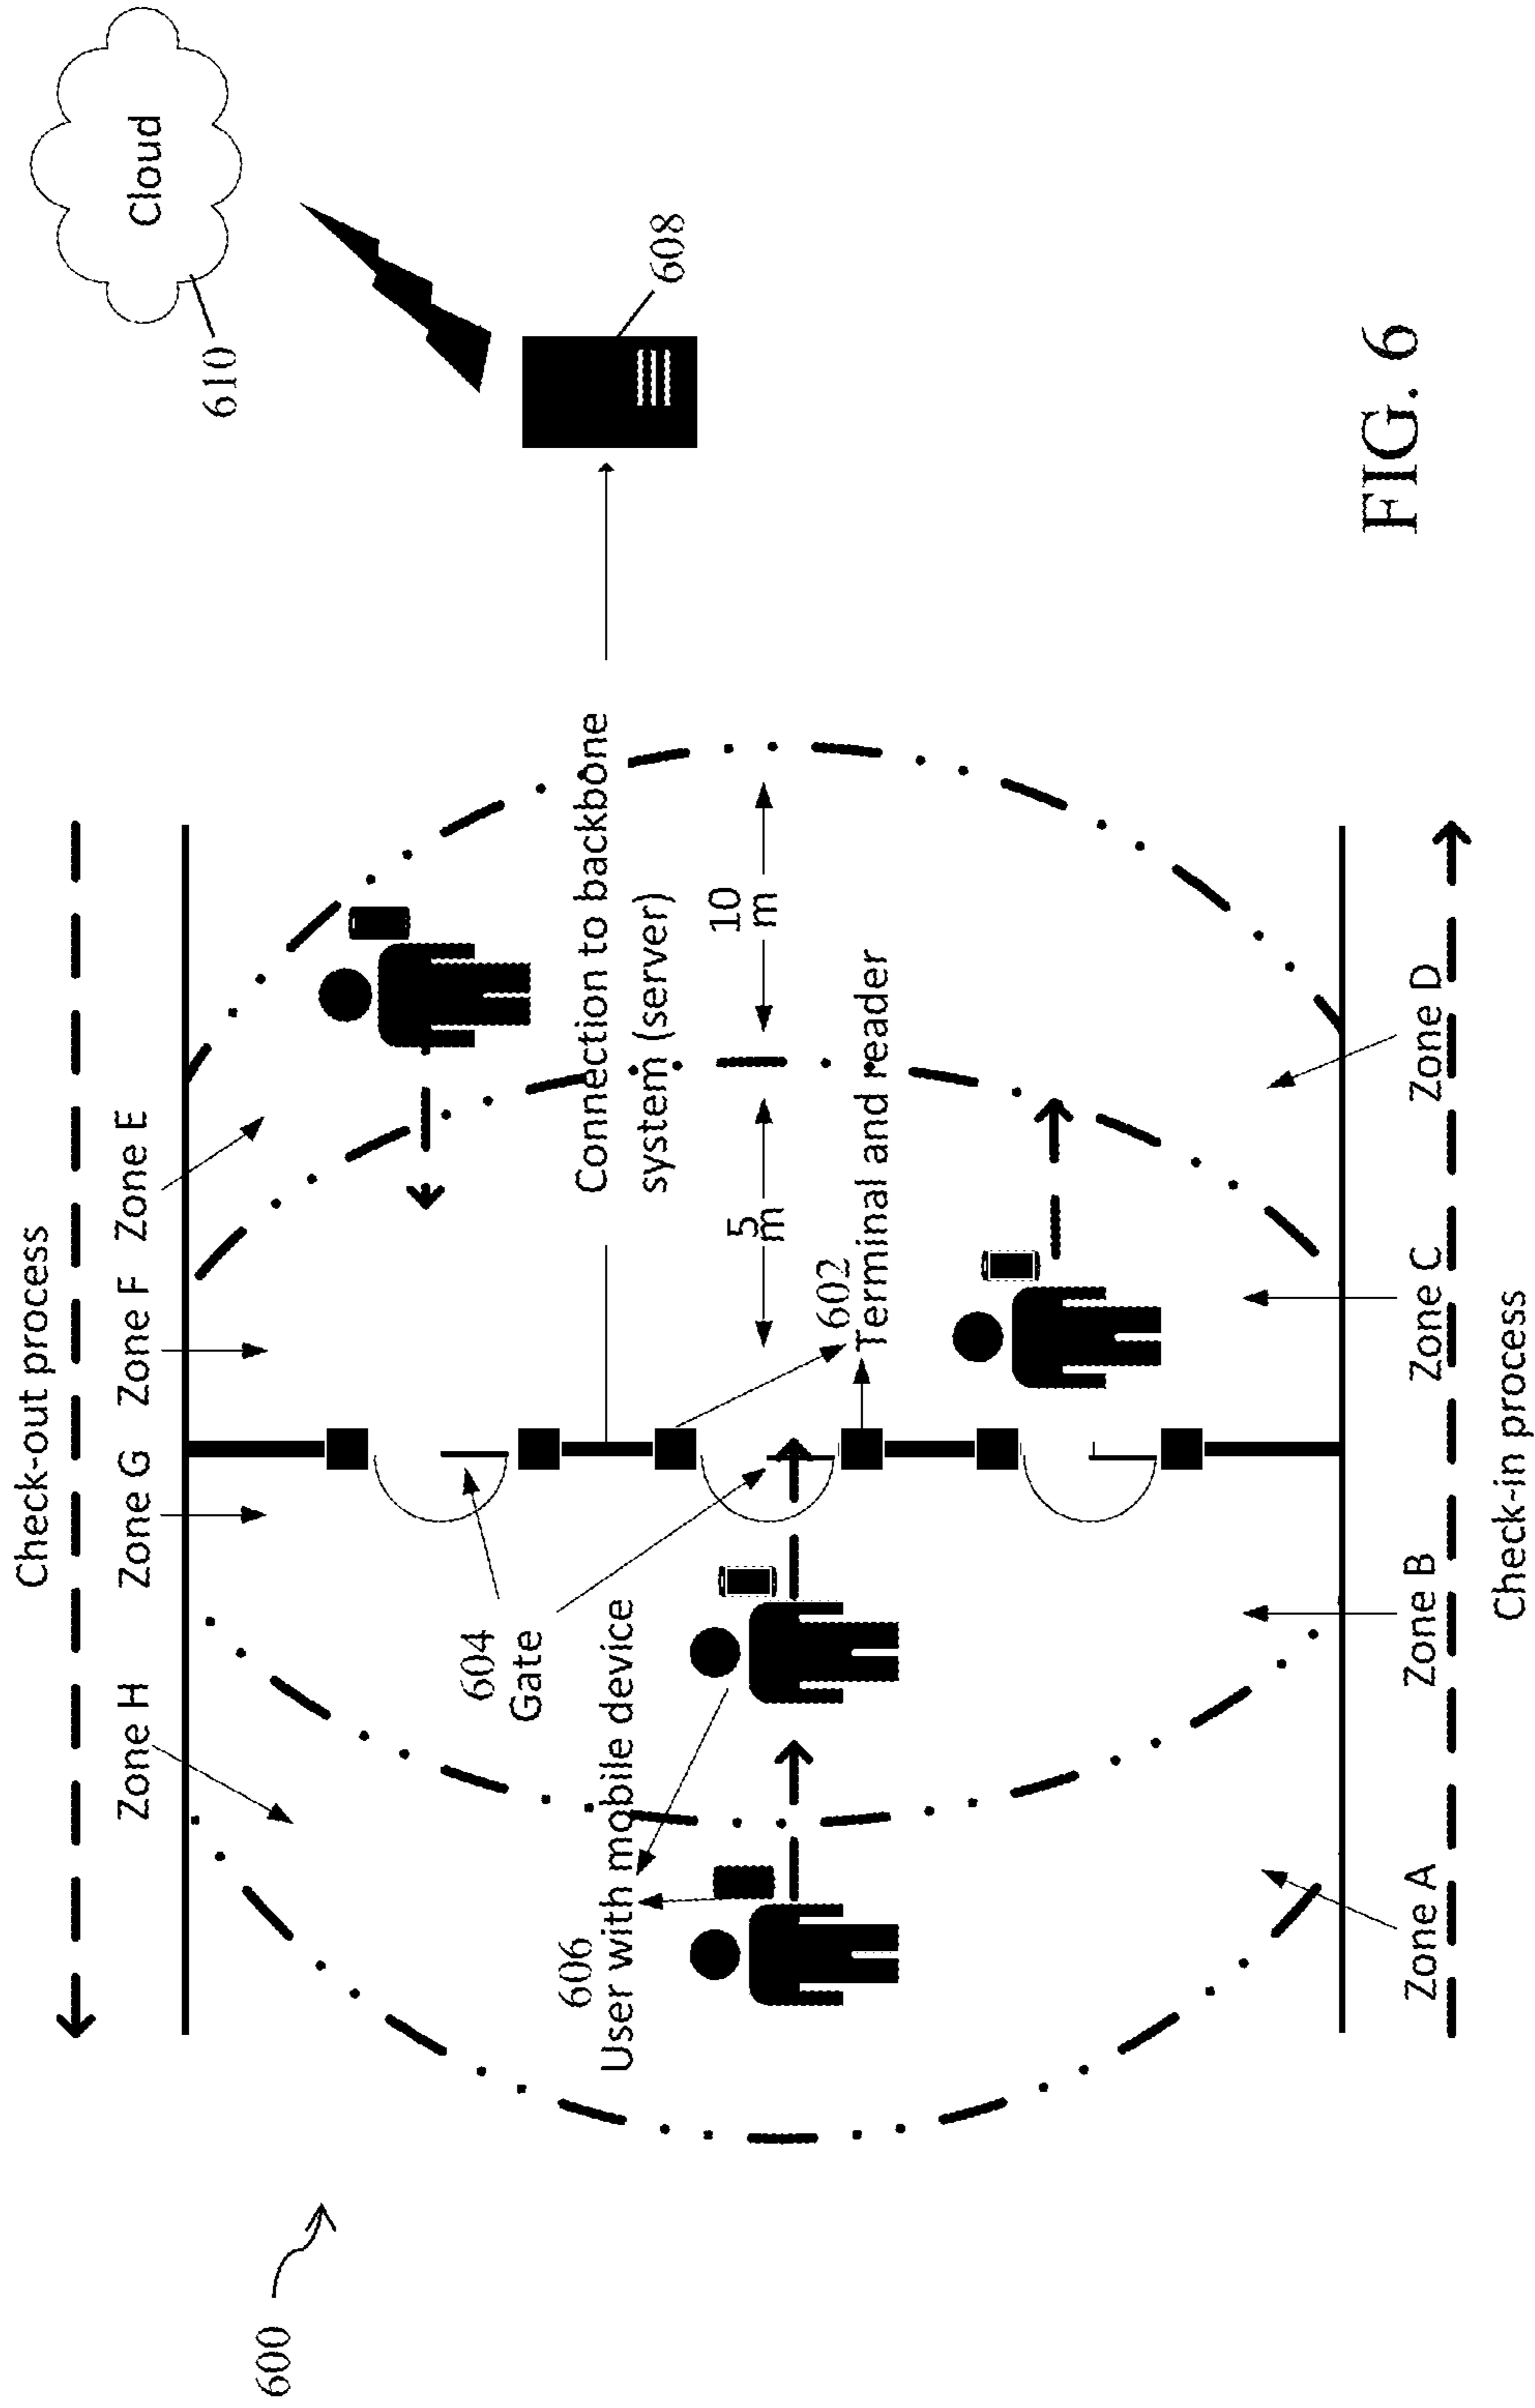 600
Check-out process
Zone H
Zone G
Zone F
Zone E
610
Cloud
604
Gate
606
User with mobile device
Connection to backbone
system (server)
608
5
m
10
m
602
Terminal and reader
Zone A
Zone B
Zone C
Zone D
Check-in process
FIG. 6